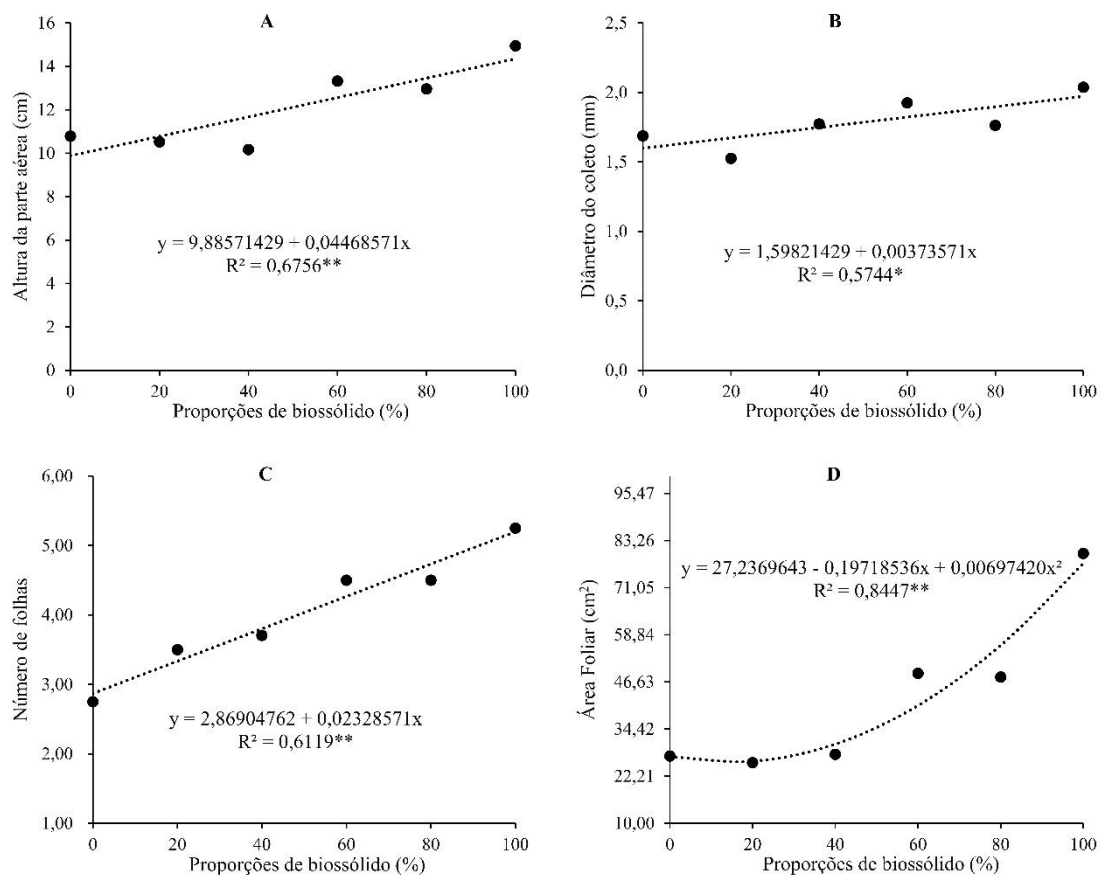 A
Altura da parte aérea (cm)
16
14
12
10
8
6
4
2
0
y = 9,88571429 + 0,04468571x
R² = 0,6756**
0 20 40 60 80 100
Proporções de biossólido (%)
B
Diâmetro do coleto (mm)
2,5
2,0
1,5
1,0
0,5
0,0
y = 1,59821429 + 0,00373571x
R² = 0,5744*
0 20 40 60 80 100
Proporções de biossólido (%)
C
Número de folhas
6,00
5,00
4,00
3,00
2,00
1,00
y = 2,86904762 + 0,02328571x
R² = 0,6119**
0 20 40 60 80 100
Proporções de biossólido (%)
D
Área Foliar (cm²)
95,47
83,26
71,05
58,84
46,63
34,42
22,21
10,00
y = 27,2369643 - 0,19718536x + 0,00697420x²
R² = 0,8447**
0 20 40 60 80 100
Proporções de biossólido (%)